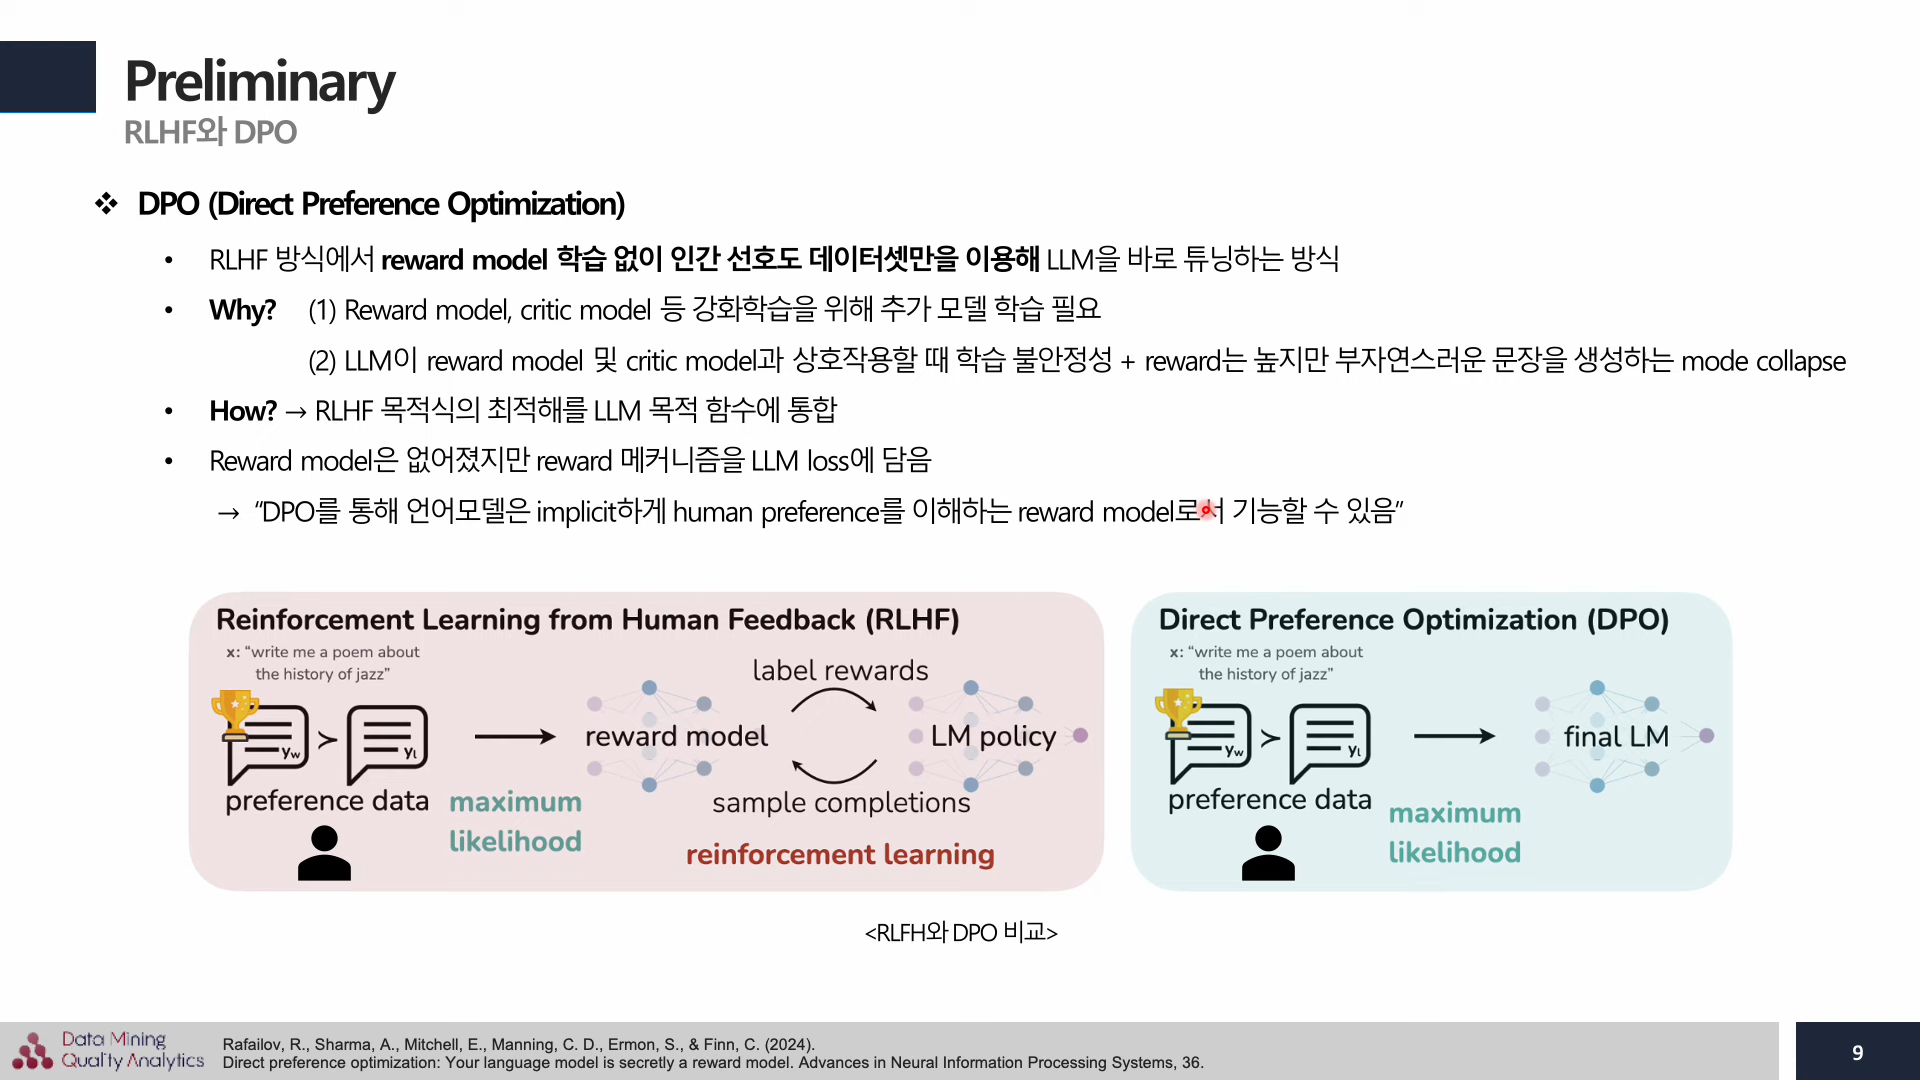 Preliminary
RLHF와 DPO
❖ DPO (Direct Preference Optimization)
• RLHF 방식에서 reward model 학습 없이 인간 선호도 데이터셋만을 이용해 LLM을 바로 튜닝하는 방식
• Why? (1) Reward model, critic model 등 강화학습을 위해 추가 모델 학습 필요
(2) LLM이 reward model 및 critic model과 상호작용할 때 학습 불안정성 + reward는 높지만 부자연스러운 문장을 생성하는 mode collapse
• How? → RLHF 목적식의 최적해를 LLM 목적 함수에 통합
• Reward model은 없어졌지만 reward 메커니즘을 LLM loss에 담음
→ “DPO를 통해 언어모델은 implicit하게 human preference를 이해하는 reward model로서 기능할 수 있음”
Reinforcement Learning from Human Feedback (RLHF)
x: “write me a poem about
the history of jazz”
label rewards
yw > yl
reward model
LM policy
preference data
maximum
likelihood
sample completions
reinforcement learning
Direct Preference Optimization (DPO)
x: “write me a poem about
the history of jazz”
yw > yl
final LM
preference data
maximum
likelihood
<RLFH와 DPO 비교>
Data Mining
Quality Analytics
Rafailov, R., Sharma, A., Mitchell, E., Manning, C. D., Ermon, S., & Finn, C. (2024).
Direct preference optimization: Your language model is secretly a reward model. Advances in Neural Information Processing Systems, 36.
9